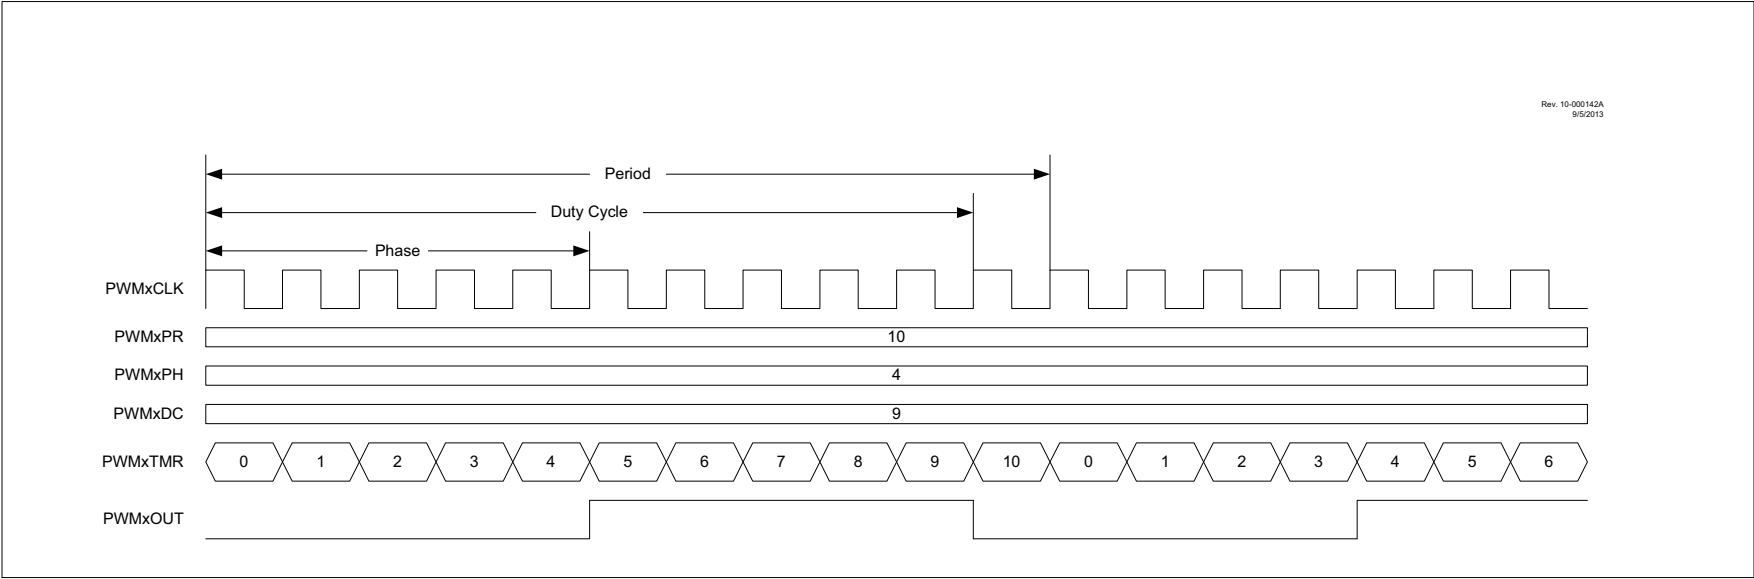 Rev. 10-000142A
9/5/2013
Period
Duty Cycle
Phase
PWMxCLK
PWMxPR 10
PWMxPH 4
PWMxDC 9
PWMxTMR 0 1 2 3 4 5 6 7 8 9 10 0 1 2 3 4 5 6
PWMxOUT